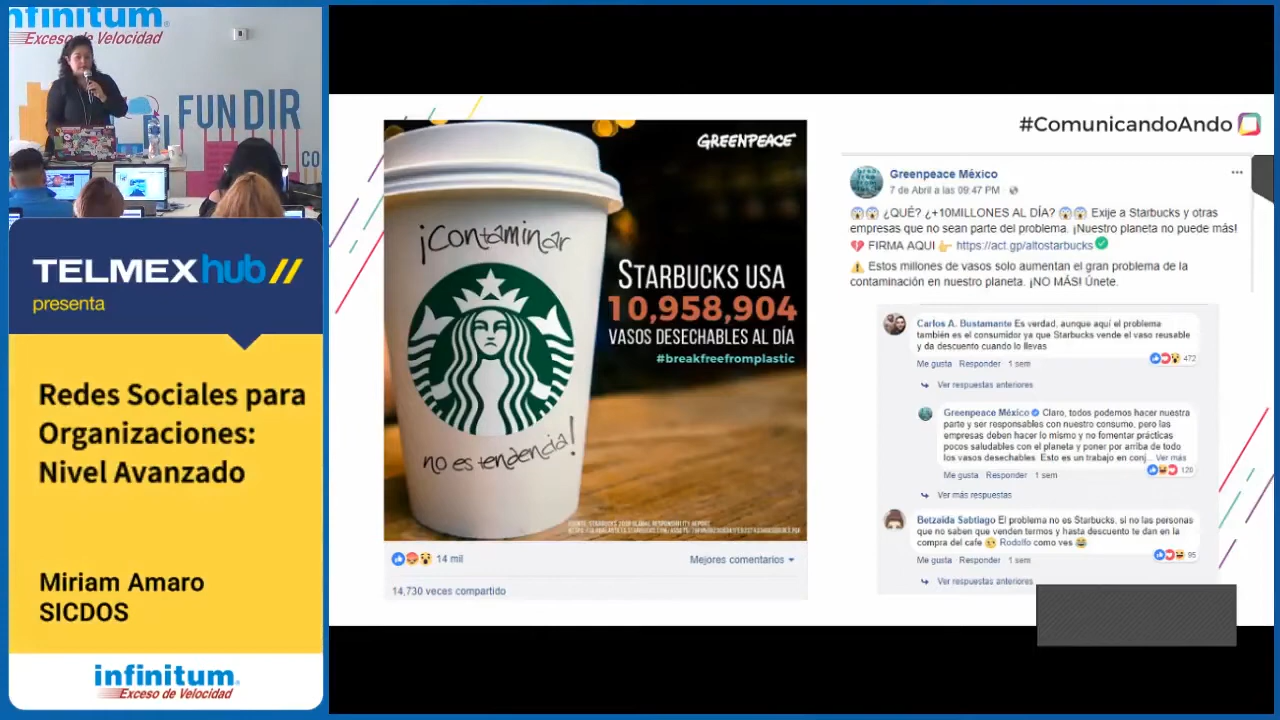 infinitum
Exceso de Velocidad
FUNDIR
CO
TELMEXhub//
presenta
Redes Sociales para
Organizaciones:
Nivel Avanzado
Miriam Amaro
SICDOS
infinitum
Exceso de Velocidad
#ComunicandoAndo
GREENPEACE
¡Contaminar
no es tendencia!
STARBUCKS USA
10,958,904
VASOS DESECHABLES AL DÍA
#breakfreefromplastic
14 mil
Mejores comentarios
14,730 veces compartido
Greenpeace México
7 de Abril a las 09:47 PM
😱😱 ¿QUÉ? ¿+10MILLONES AL DÍA? 😱😱 Exije a Starbucks y otras
empresas que no sean parte del problema. ¡Nuestro planeta no puede más!
💔 FIRMA AQUI 👉 https://act.gp/altostarbucks
⚠ Estos millones de vasos solo aumentan el gran problema de la
contaminación en nuestro planeta. ¡NO MÁS! Únete.
Carlos A. Bustamante Es verdad, aunque aquí el problema
también es el consumidor ya que Starbucks vende el vaso reusable
y da descuento cuando lo llevas
472
Me gusta Responder 1 sem
Ver respuestas anteriores
Greenpeace México Claro, todos podemos hacer nuestra
parte y ser responsables con nuestro consumo, pero las
empresas deben hacer lo mismo y no fomentar prácticas
pocos saludables con el planeta y poner por arriba de todo
los vasos desechables. Esto es un trabajo en conj... Ver más
120
Me gusta Responder 1 sem
Ver más respuestas
Betzaida Sabtiago El problema no es Starbucks, si no las personas
que no saben que venden termos y hasta descuento te dan en la
compra del cafe Rodolfo como ves 😂
95
Me gusta Responder 1 sem
Ver respuestas anteriores